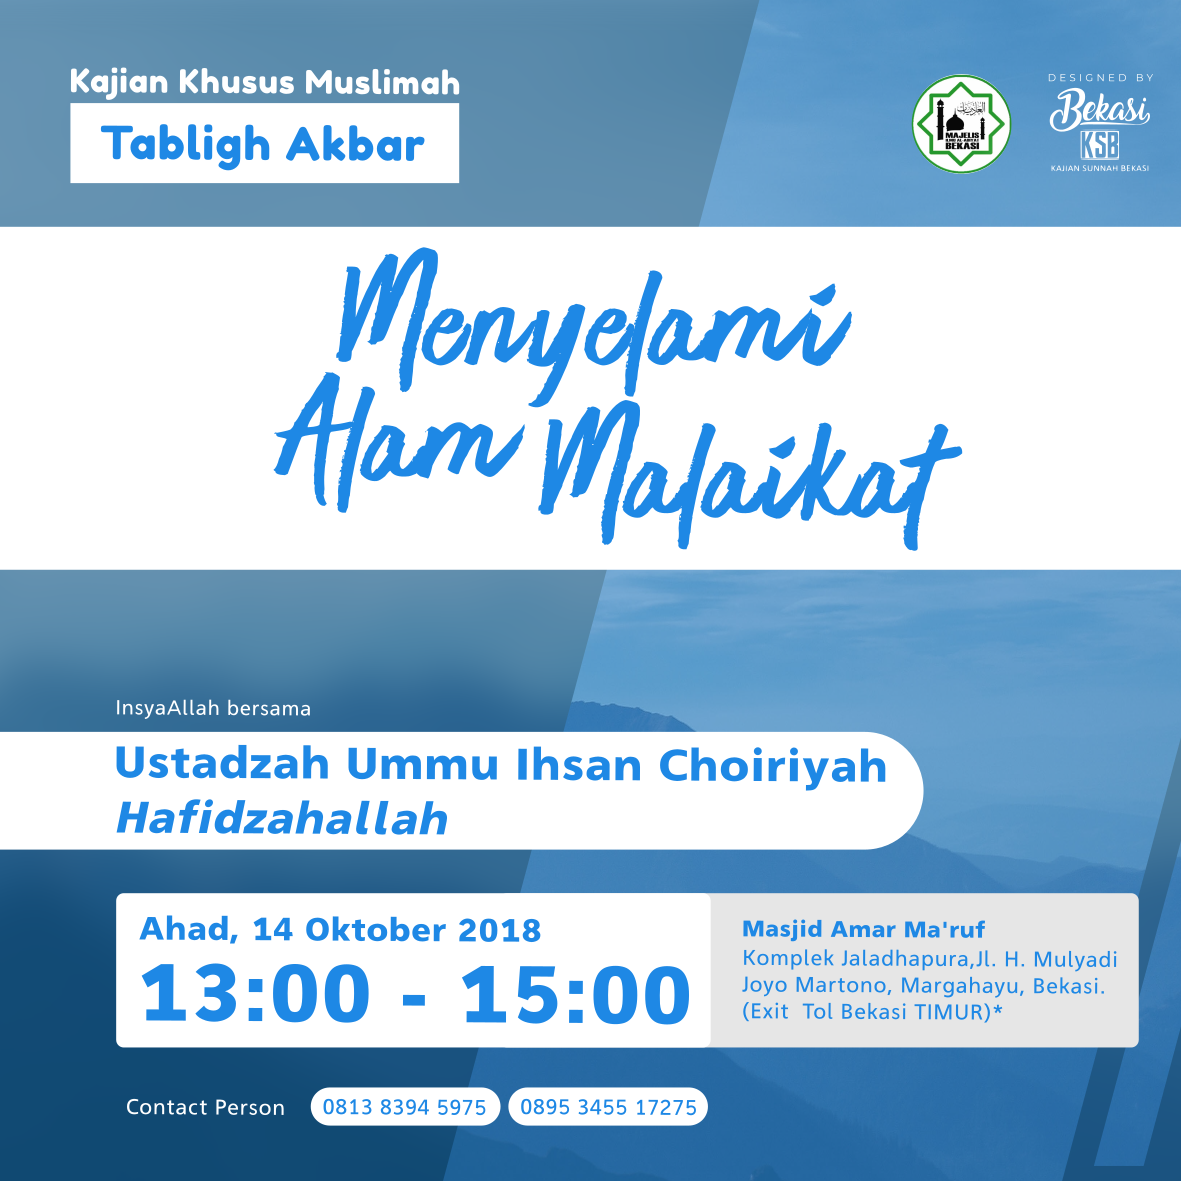 Kajian Khusus Muslimah
Tabligh Akbar
MAJELIS
BEKASI
DESIGNED BY
Bekasi
KSB
KAJIAN SUNNAH BEKASI
Menyelami
Alam Malaikat
InsyaAllah bersama
Ustadzah Ummu Ihsan Choiriyah
Hafidzahallah
Ahad, 14 Oktober 2018
13:00 - 15:00
Masjid Amar Ma'ruf
Komplek Jaladhapura,Jl. H. Mulyadi
Joyo Martono, Margahayu, Bekasi.
(Exit Tol Bekasi TIMUR)*
Contact Person
0813 8394 5975
0895 3455 17275